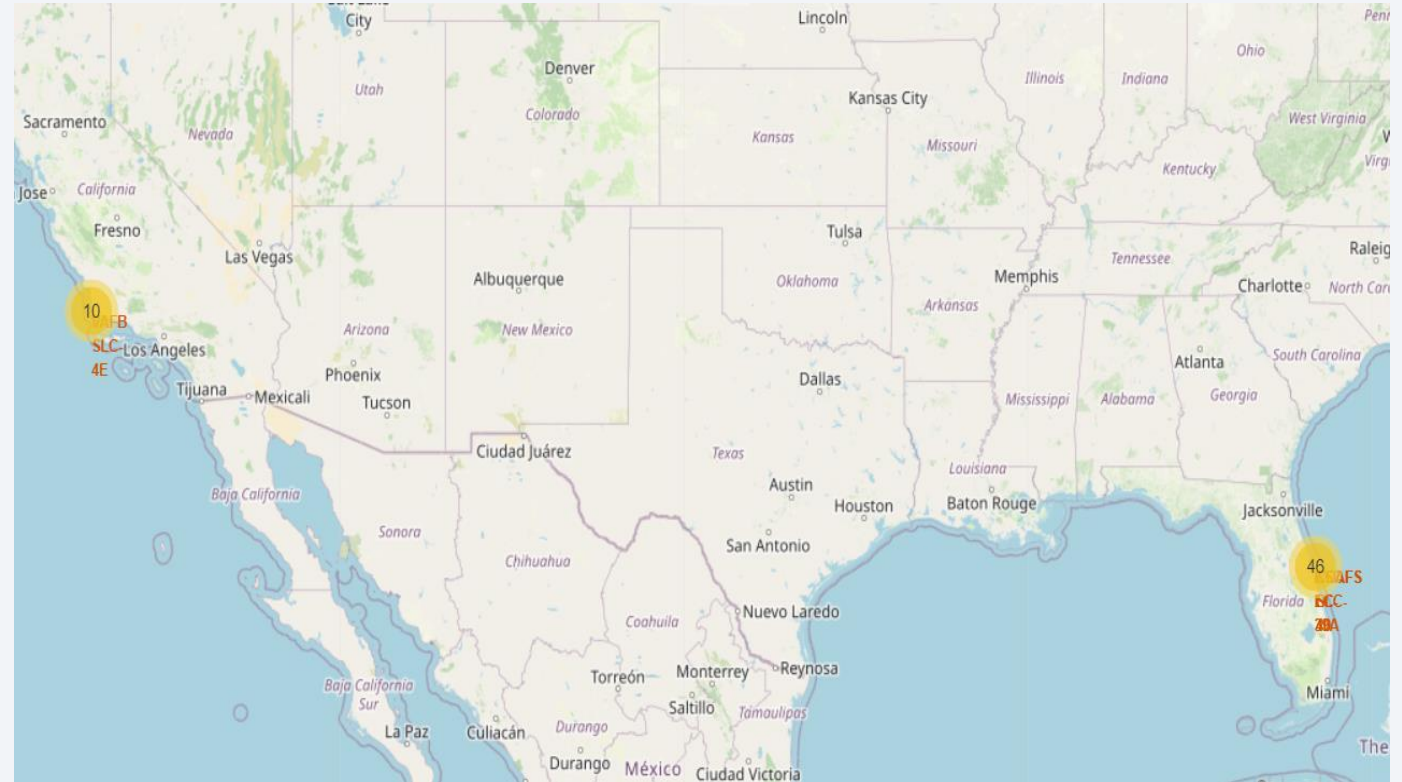 Lincoln
City
Ohio
Denver
Illinois
Indiana
Utah
Kansas City
Colorado
West Virginia
Sacramento
Nevada
Kansas
Missouri
Kentucky
Jose
California
Fresno
Tulsa
Las Vegas
Raleig
Tennessee
Albuquerque
Memphis
Oklahoma
Charlotte
North Car
10
Arkansas
Arizona
New Mexico
SLC-
Los Angeles
South Carolina
4E
Atlanta
Phoenix
Dallas
Tijuana
Mexicali
Tucson
Mississippi
Alabama
Georgia
Ciudad Juárez
Texas
Louisiana
Baja California
Austin
Houston
Baton Rouge
Jacksonville
Sonora
San Antonio
Chihuahua
46
Florida
Nuevo Laredo
Coahuila
Torreón
Monterrey
Reynosa
Baja California
Sur
Miami
Saltillo
Tamaulipas
La Paz
Culiacán
Durango
The
Durango
México
Ciudad Victoria